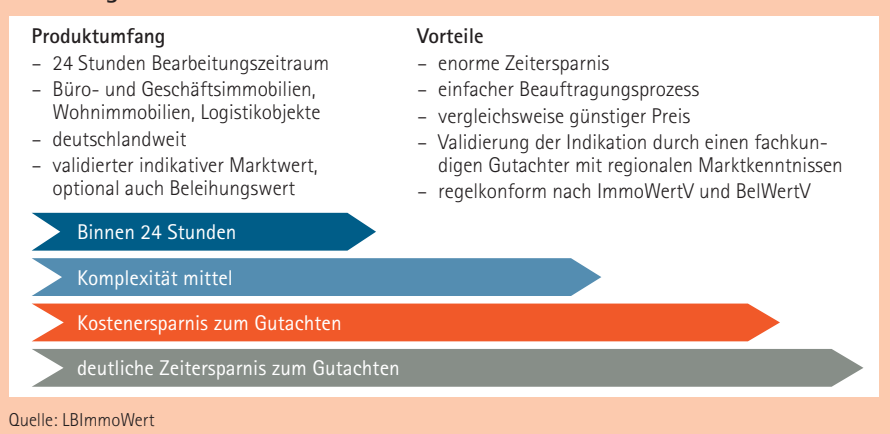 Produktumfang
– 24 Stunden Bearbeitungszeitraum
– Büro- und Geschäftsimmobilien,
Wohnimmobilien, Logistikobjekte
– deutschlandweit
– validierter indikativer Marktwert,
optional auch Beleihungswert
Vorteile
– enorme Zeitersparnis
– einfacher Beauftragungsprozess
– vergleichsweise günstiger Preis
– Validierung der Indikation durch einen fachkun-
digen Gutachter mit regionalen Marktkenntnissen
– regelkonform nach ImmoWertV und BelWertV
Binnen 24 Stunden
Komplexität mittel
Kostenersparnis zum Gutachten
deutliche Zeitersparnis zum Gutachten
Quelle: LBImmoWert